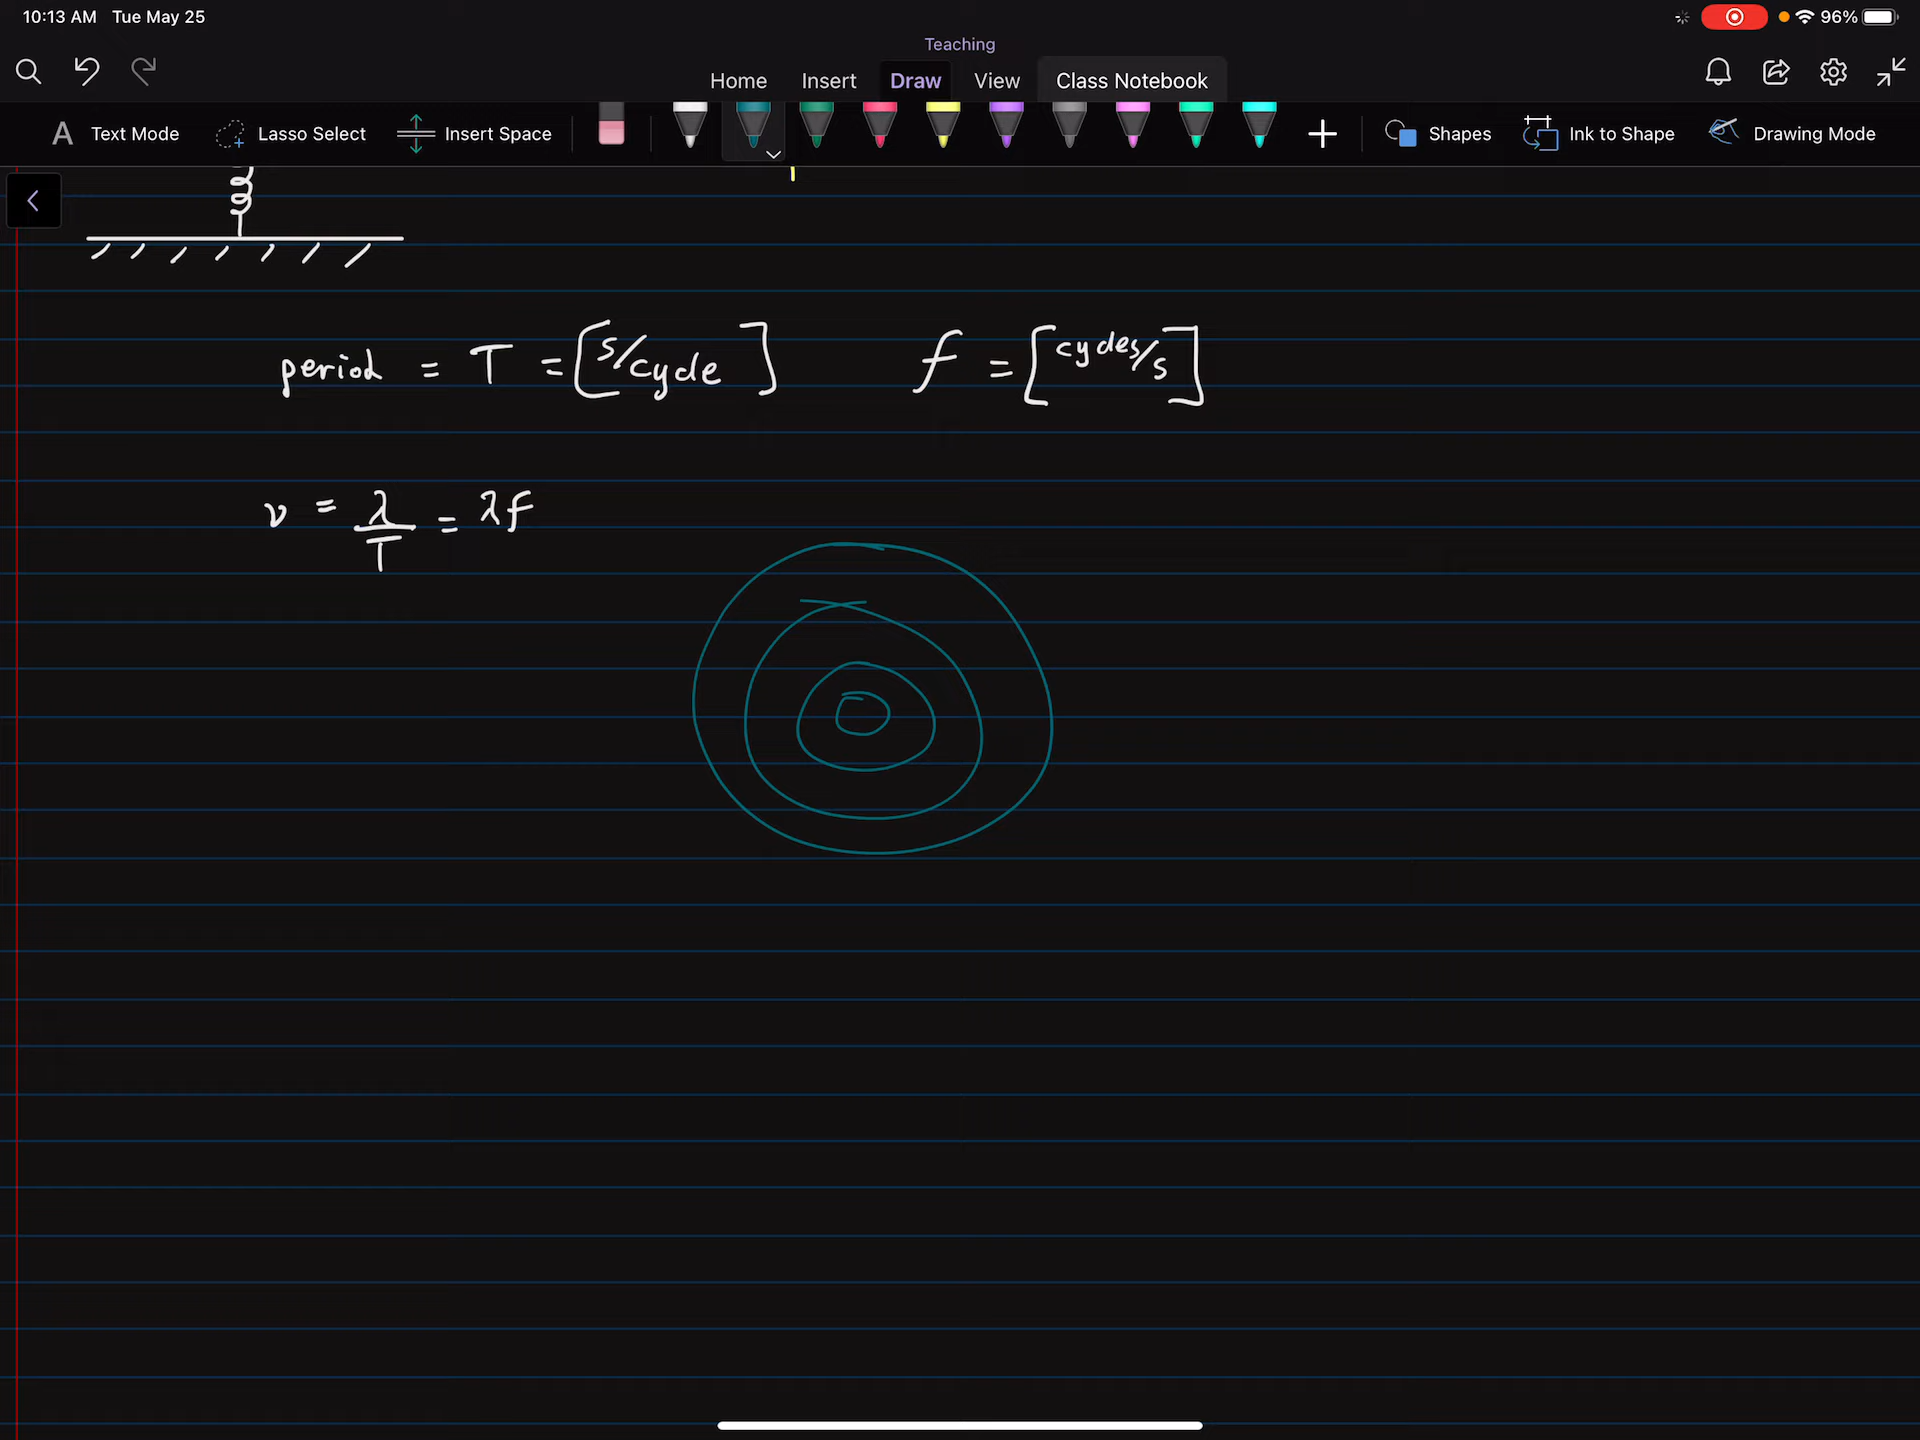 10:13 AM Tue May 25 96%
Teaching
Home Insert Draw View Class Notebook
A Text Mode Lasso Select Insert Space Shapes Ink to Shape Drawing Mode
period = T = [s/cycle] f = [cycles/s]
v = λ/T = λf